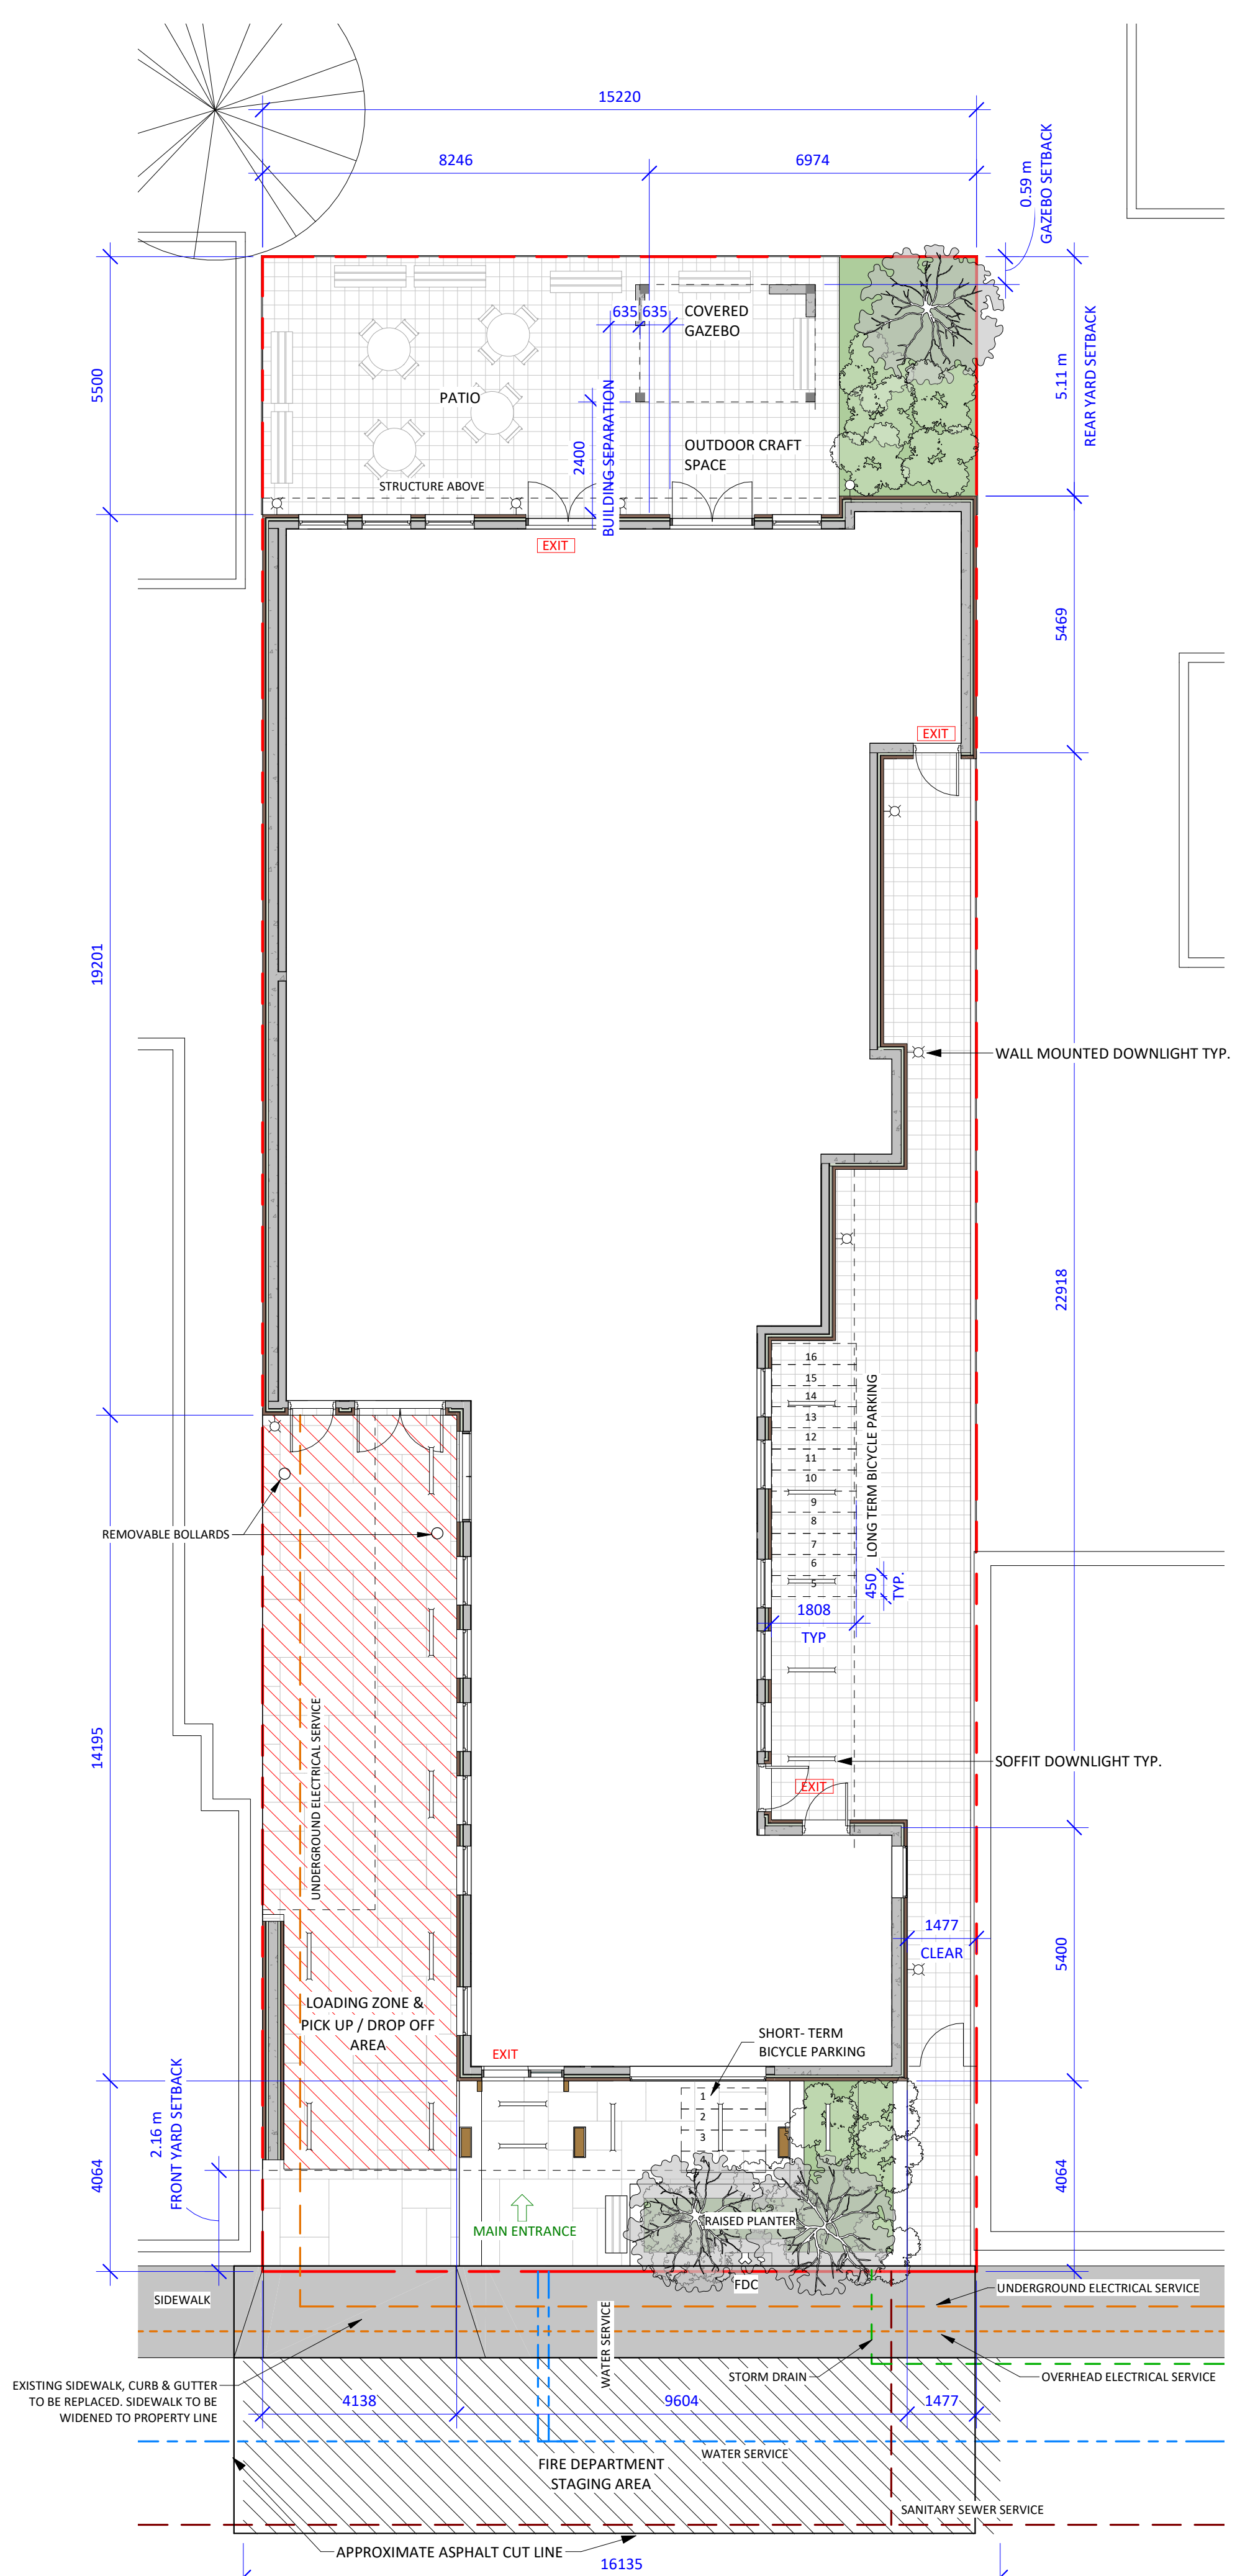 15220
8246
6974
0.59 m
GAZEBO SETBACK
635
635
COVERED
GAZEBO
5500
PATIO
2400
BUILDING SEPARATION
OUTDOOR CRAFT
SPACE
5.11 m
REAR YARD SETBACK
STRUCTURE ABOVE
EXIT
5469
EXIT
19201
WALL MOUNTED DOWNLIGHT TYP.
22918
16
15
14
13
12
11
10
9
8
7
6
5
LONG TERM BICYCLE PARKING
450
TYP.
1808
TYP
REMOVABLE BOLLARDS
14195
UNDERGROUND ELECTRICAL SERVICE
SOFFIT DOWNLIGHT TYP.
EXIT
1477
CLEAR
5400
LOADING ZONE &
PICK UP / DROP OFF
AREA
EXIT
SHORT- TERM
BICYCLE PARKING
1
2
3
4
2.16 m
FRONT YARD SETBACK
4064
4064
MAIN ENTRANCE
RAISED PLANTER
FDC
SIDEWALK
UNDERGROUND ELECTRICAL SERVICE
WATER SERVICE
STORM DRAIN
OVERHEAD ELECTRICAL SERVICE
EXISTING SIDEWALK, CURB & GUTTER
TO BE REPLACED. SIDEWALK TO BE
WIDENED TO PROPERTY LINE
4138
9604
1477
WATER SERVICE
FIRE DEPARTMENT
STAGING AREA
SANITARY SEWER SERVICE
APPROXIMATE ASPHALT CUT LINE
16135